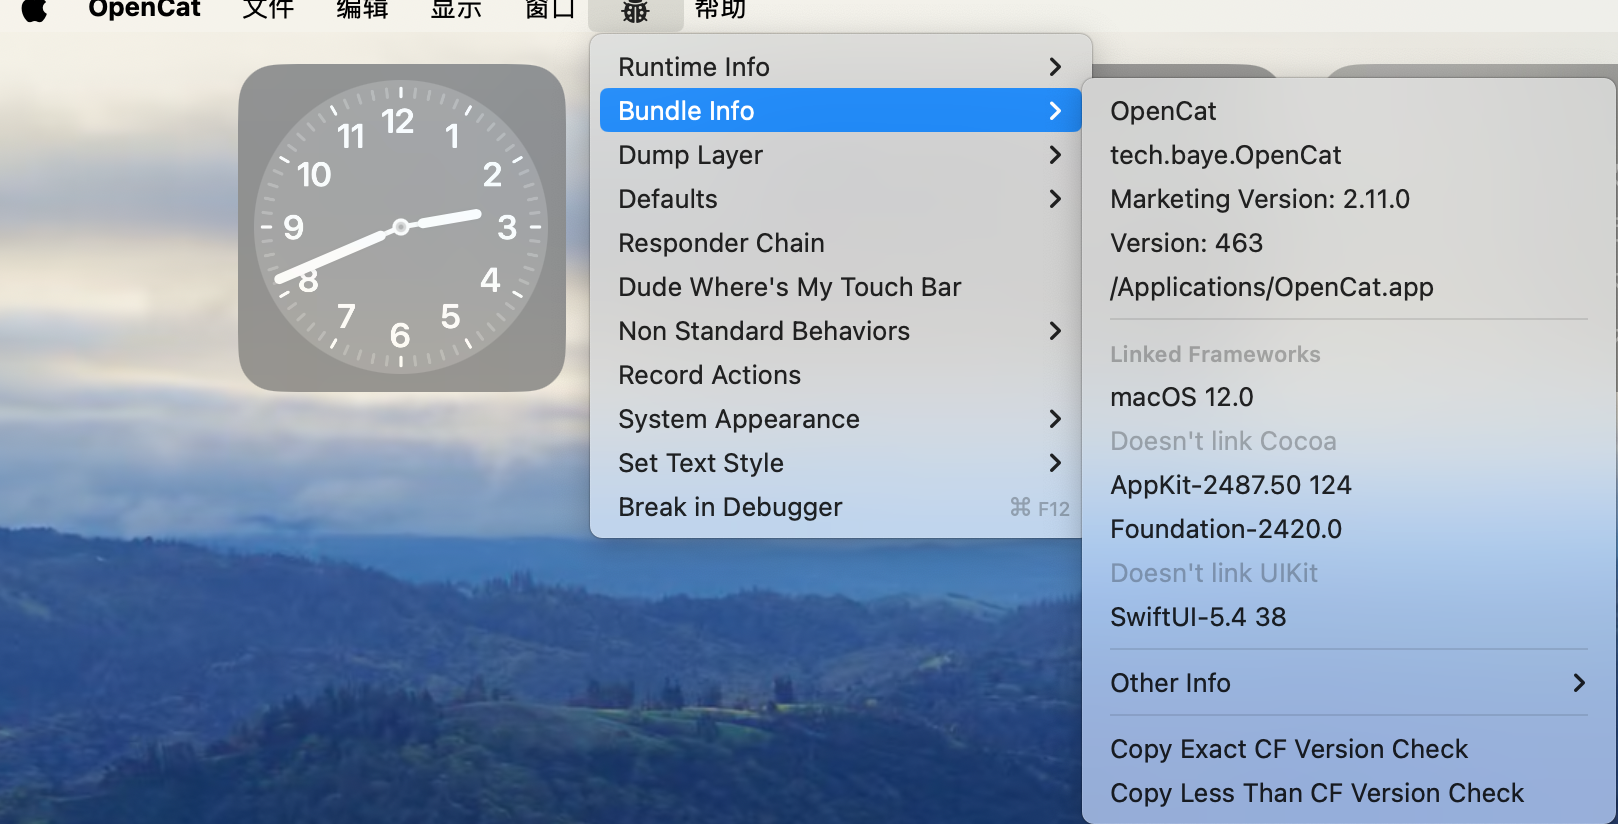 OpenCat 文件 编辑 显示 窗口 帮助
12
11 1
10 2
9 3
8 4
7 5
6
Runtime Info
Bundle Info
Dump Layer
Defaults
Responder Chain
Dude Where's My Touch Bar
Non Standard Behaviors
Record Actions
System Appearance
Set Text Style
Break in Debugger ⌘ F12
OpenCat
tech.baye.OpenCat
Marketing Version: 2.11.0
Version: 463
/Applications/OpenCat.app
Linked Frameworks
macOS 12.0
Doesn't link Cocoa
AppKit-2487.50 124
Foundation-2420.0
Doesn't link UIKit
SwiftUI-5.4 38
Other Info
Copy Exact CF Version Check
Copy Less Than CF Version Check